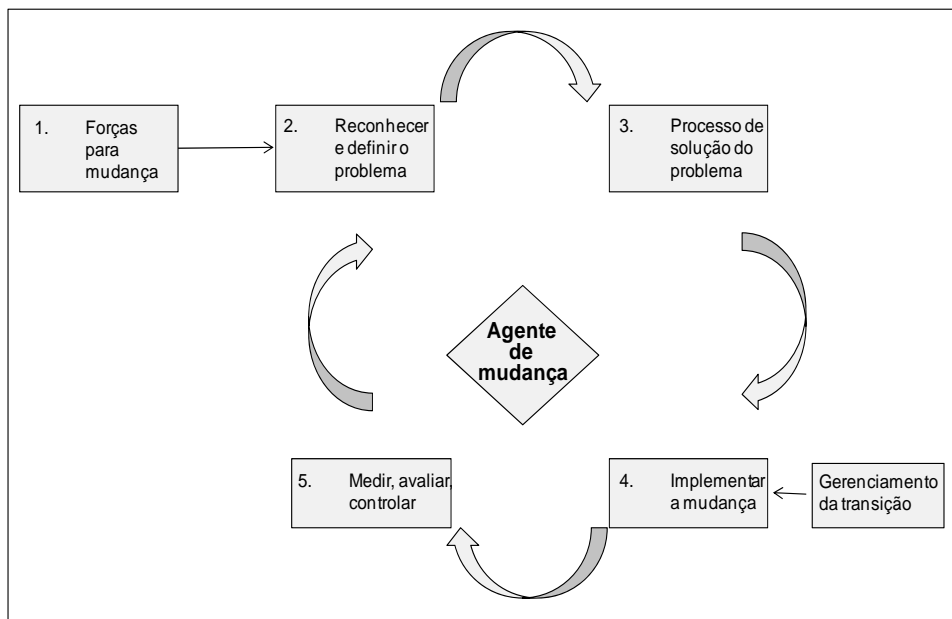 1. Forças
para
mudança
2. Reconhecer
e definir o
problema
3. Processo de
solução do
problema
Agente
de
mudança
5. Medir, avaliar,
controlar
4. Implementar
a mudança
Gerenciamento
da transição